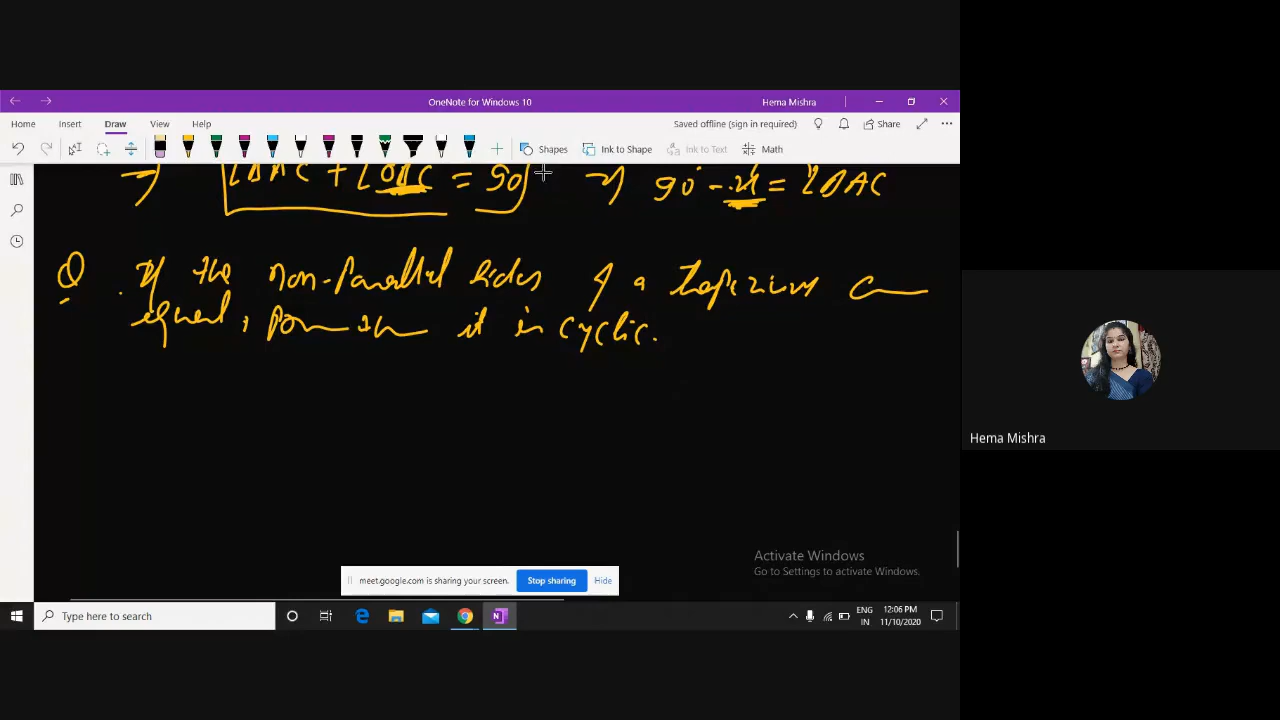 OneNote for Windows 10
Hema Mishra
Home Insert Draw View Help
Saved offline (sign in required)
Share
Shapes
Ink to Shape
Ink to Text
Math
⇒ ∠BAC + ∠OAC = 90 ⇒ 90° - x = ∠BAC
Q. If the non-parallel sides of a trapezium are
equal, prove that it is cyclic.
Hema Mishra
Activate Windows
Go to Settings to activate Windows.
meet.google.com is sharing your screen.
Stop sharing
Hide
Type here to search
ENG
IN
12:06 PM
11/10/2020